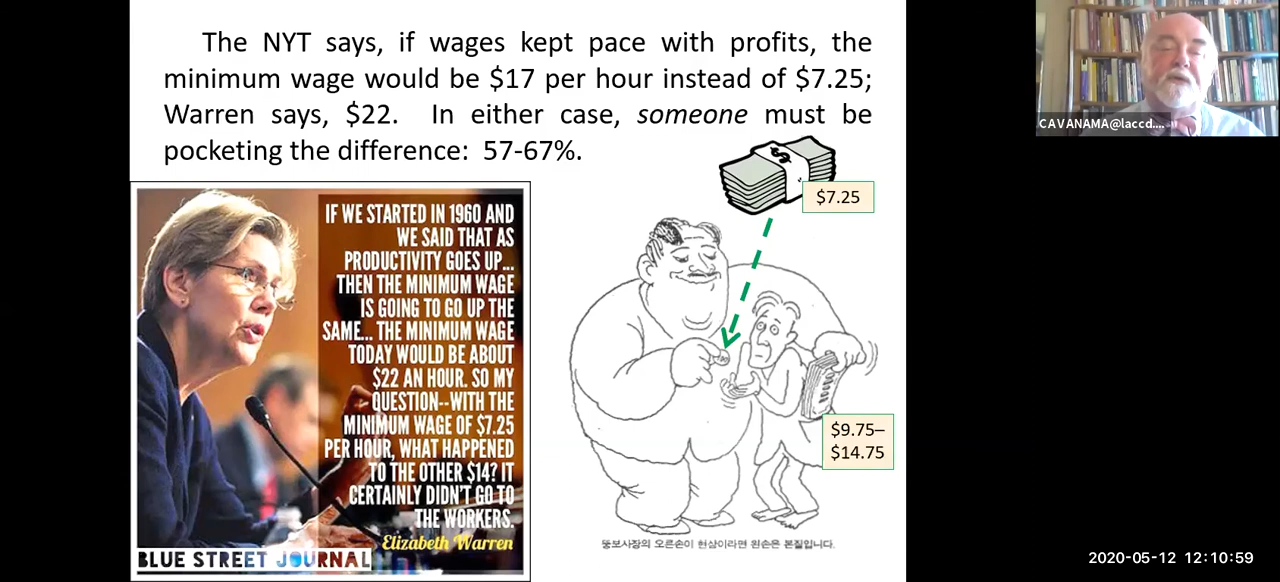 The NYT says, if wages kept pace with profits, the
minimum wage would be $17 per hour instead of $7.25;
Warren says, $22. In either case, someone must be
pocketing the difference: 57-67%.
CAVANAMA@laccd....
$7.25
IF WE STARTED IN 1960 AND
WE SAID THAT AS
PRODUCTIVITY GOES UP...
THEN THE MINIMUM WAGE
IS GOING TO GO UP THE
SAME... THE MINIMUM WAGE
TODAY WOULD BE ABOUT
$22 AN HOUR. SO MY
QUESTION--WITH THE
MINIMUM WAGE OF $7.25
PER HOUR, WHAT HAPPENED
TO THE OTHER $14? IT
CERTAINLY DIDN'T GO TO
THE WORKERS.
Elizabeth Warren
BLUE STREET JOURNAL
$
$9.75–
$14.75
뚱보사장의 오른손이 현상이라면 왼손은 본질입니다.
2020-05-12 12:10:59